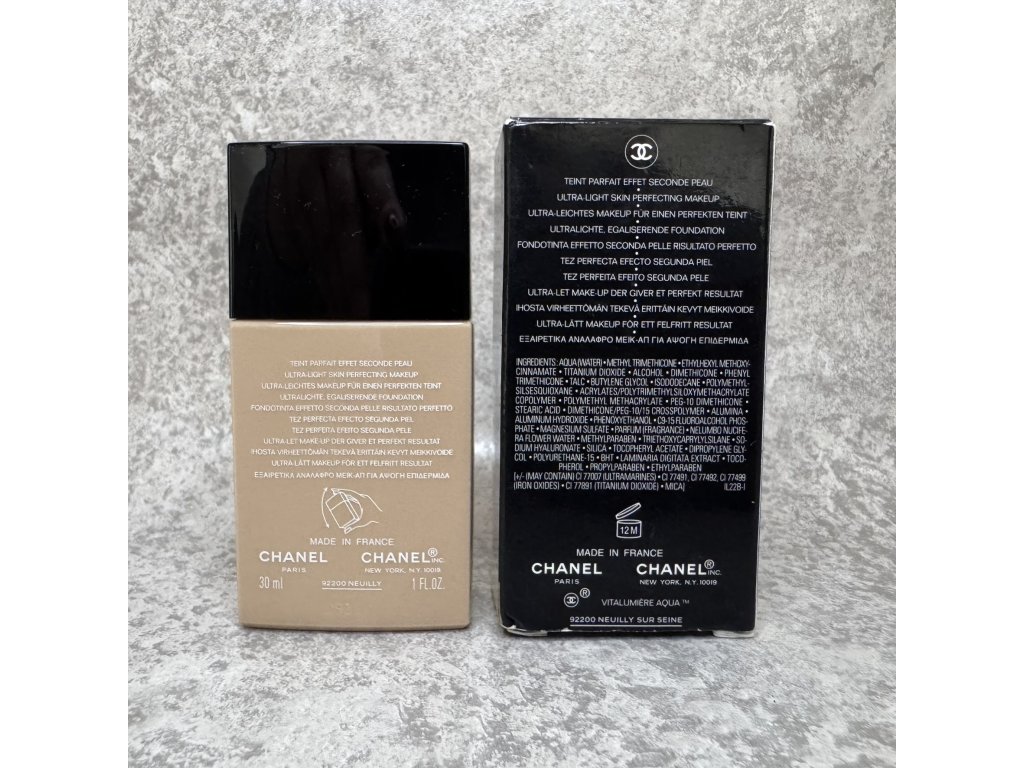 TEINT PARFAIT EFFET SECONDE PEAU
ULTRA-LIGHT SKIN PERFECTING MAKEUP
ULTRA-LEICHTES MAKEUP FÜR EINEN PERFEKTEN TEINT
ULTRALICHTE, EGALISERENDE FOUNDATION
FONDOTINTA EFFETTO SECONDA PELLE RISULTATO PERFETTO
TEZ PERFECTA EFECTO SEGUNDA PIEL
TEZ PERFEITA EFEITO SEGUNDA PELE
ULTRA-LET MAKE-UP DER GIVER ET PERFEKT RESULTAT
IHOSTA VIRHEETTÖMÄN TEKEVÄ ERITTÄIN KEVYT MEIKKIVOIDE
ULTRA-LÄTT MAKEUP FÖR ETT FELFRITT RESULTAT
ΕΞΑΙΡΕΤΙΚΑ ΑΝΑΛΑΦΡΟ ΜΕΙΚ-ΑΠ ΓΙΑ ΑΨΟΓΗ ΕΠΙΔΕΡΜΙΔΑ
MADE IN FRANCE
CHANEL CHANEL® INC.
PARIS NEW YORK, N.Y. 10019
30 ml 92200 NEUILLY 1 FL.OZ.
TEINT PARFAIT EFFET SECONDE PEAU
ULTRA-LIGHT SKIN PERFECTING MAKEUP
ULTRA-LEICHTES MAKEUP FÜR EINEN PERFEKTEN TEINT
ULTRALICHTE, EGALISERENDE FOUNDATION
FONDOTINTA EFFETTO SECONDA PELLE RISULTATO PERFETTO
TEZ PERFECTA EFECTO SEGUNDA PIEL
TEZ PERFEITA EFEITO SEGUNDA PELE
ULTRA-LET MAKE-UP DER GIVER ET PERFEKT RESULTAT
IHOSTA VIRHEETTÖMÄN TEKEVÄ ERITTÄIN KEVYT MEIKKIVOIDE
ULTRA-LÄTT MAKEUP FÖR ETT FELFRITT RESULTAT
ΕΞΑΙΡΕΤΙΚΑ ΑΝΑΛΑΦΡΟ ΜΕΙΚ-ΑΠ ΓΙΑ ΑΨΟΓΗ ΕΠΙΔΕΡΜΙΔΑ
INGREDIENTS: AQUA (WATER) • METHYL TRIMETHICONE • ETHYLHEXYL METHOXY-
CINNAMATE • TITANIUM DIOXIDE • ALCOHOL • DIMETHICONE • PHENYL
TRIMETHICONE • TALC • BUTYLENE GLYCOL • ISODODECANE • POLYMETHYL-
SILSESQUIOXANE • ACRYLATES/POLYTRIMETHYLSILOXYMETHACRYLATE
COPOLYMER • POLYMETHYL METHACRYLATE • PEG-10 DIMETHICONE •
STEARIC ACID • DIMETHICONE/PEG-10/15 CROSSPOLYMER • ALUMINA •
ALUMINUM HYDROXIDE • PHENOXYETHANOL • C9-15 FLUOROALCOHOL PHOS-
PHATE • MAGNESIUM SULFATE • PARFUM (FRAGRANCE) • NELUMBO NUCIFE-
RA FLOWER WATER • METHYLPARABEN • TRIETHOXYCAPRYLYLSILANE • SO-
DIUM HYALURONATE • SILICA • TOCOPHERYL ACETATE • DIPROPYLENE GLY-
COL • POLYURETHANE-15 • BHT • LAMINARIA DIGITATA EXTRACT • TOCO-
PHEROL • PROPYLPARABEN • ETHYLPARABEN
[+/- (MAY CONTAIN) CI 77007 (ULTRAMARINES) • CI 77491, CI 77492, CI 77499
(IRON OXIDES) • CI 77891 (TITANIUM DIOXIDE) • MICA] IL22B-I
12 M
MADE IN FRANCE
CHANEL CHANEL® INC.
PARIS NEW YORK, N.Y. 10019
® VITALUMIÈRE AQUA ™
92200 NEUILLY SUR SEINE